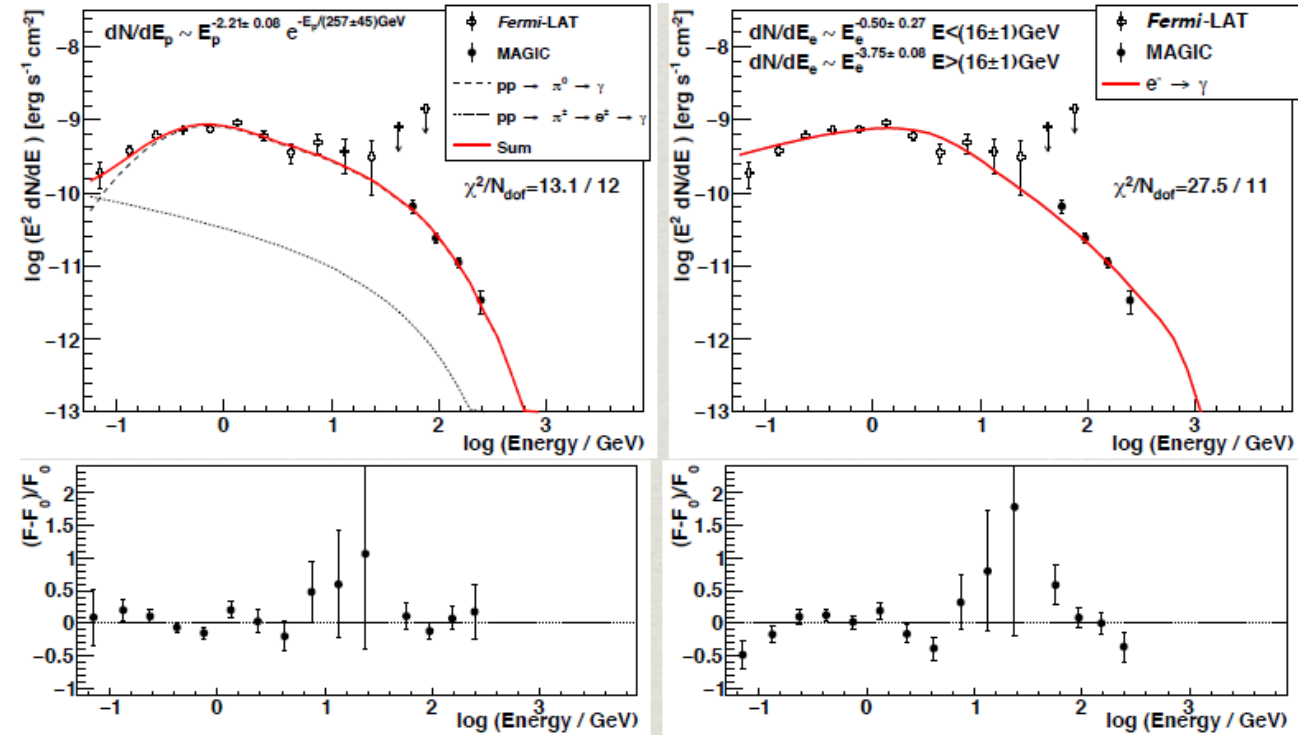 dN/dE_p ~ E_p^-2.21± 0.08 e^-E_p/(257±45)GeV
Fermi-LAT
MAGIC
pp → π⁰ → γ
pp → π^± → e^± → γ
Sum
χ²/N_dof=13.1 / 12
log (E² dN/dE ) [erg s⁻¹ cm⁻²]
−8
−9
−10
−11
−12
−13
−1 0 1 2 3
log (Energy / GeV)
dN/dE_e ~ E_e^-0.50± 0.27 E<(16±1)GeV
dN/dE_e ~ E_e^-3.75± 0.08 E>(16±1)GeV
Fermi-LAT
MAGIC
e⁻ → γ
χ²/N_dof=27.5 / 11
log (E² dN/dE ) [erg s⁻¹ cm⁻²]
−8
−9
−10
−11
−12
−13
−1 0 1 2 3
log (Energy / GeV)
(F-F₀)/F₀
2
1.5
1
0.5
0
−0.5
−1
−1 0 1 2 3
log (Energy / GeV)
(F-F₀)/F₀
2
1.5
1
0.5
0
−0.5
−1
−1 0 1 2 3
log (Energy / GeV)